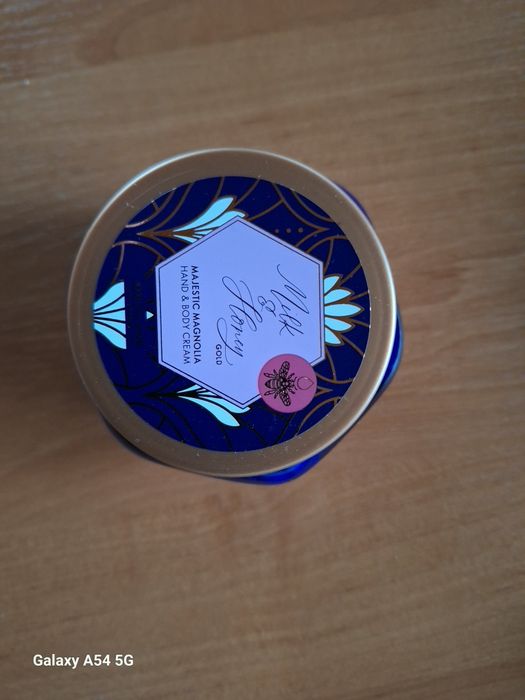 Milk
&
Honey
GOLD
MAJESTIC MAGNOLIA
HAND & BODY CREAM
Galaxy A54 5G